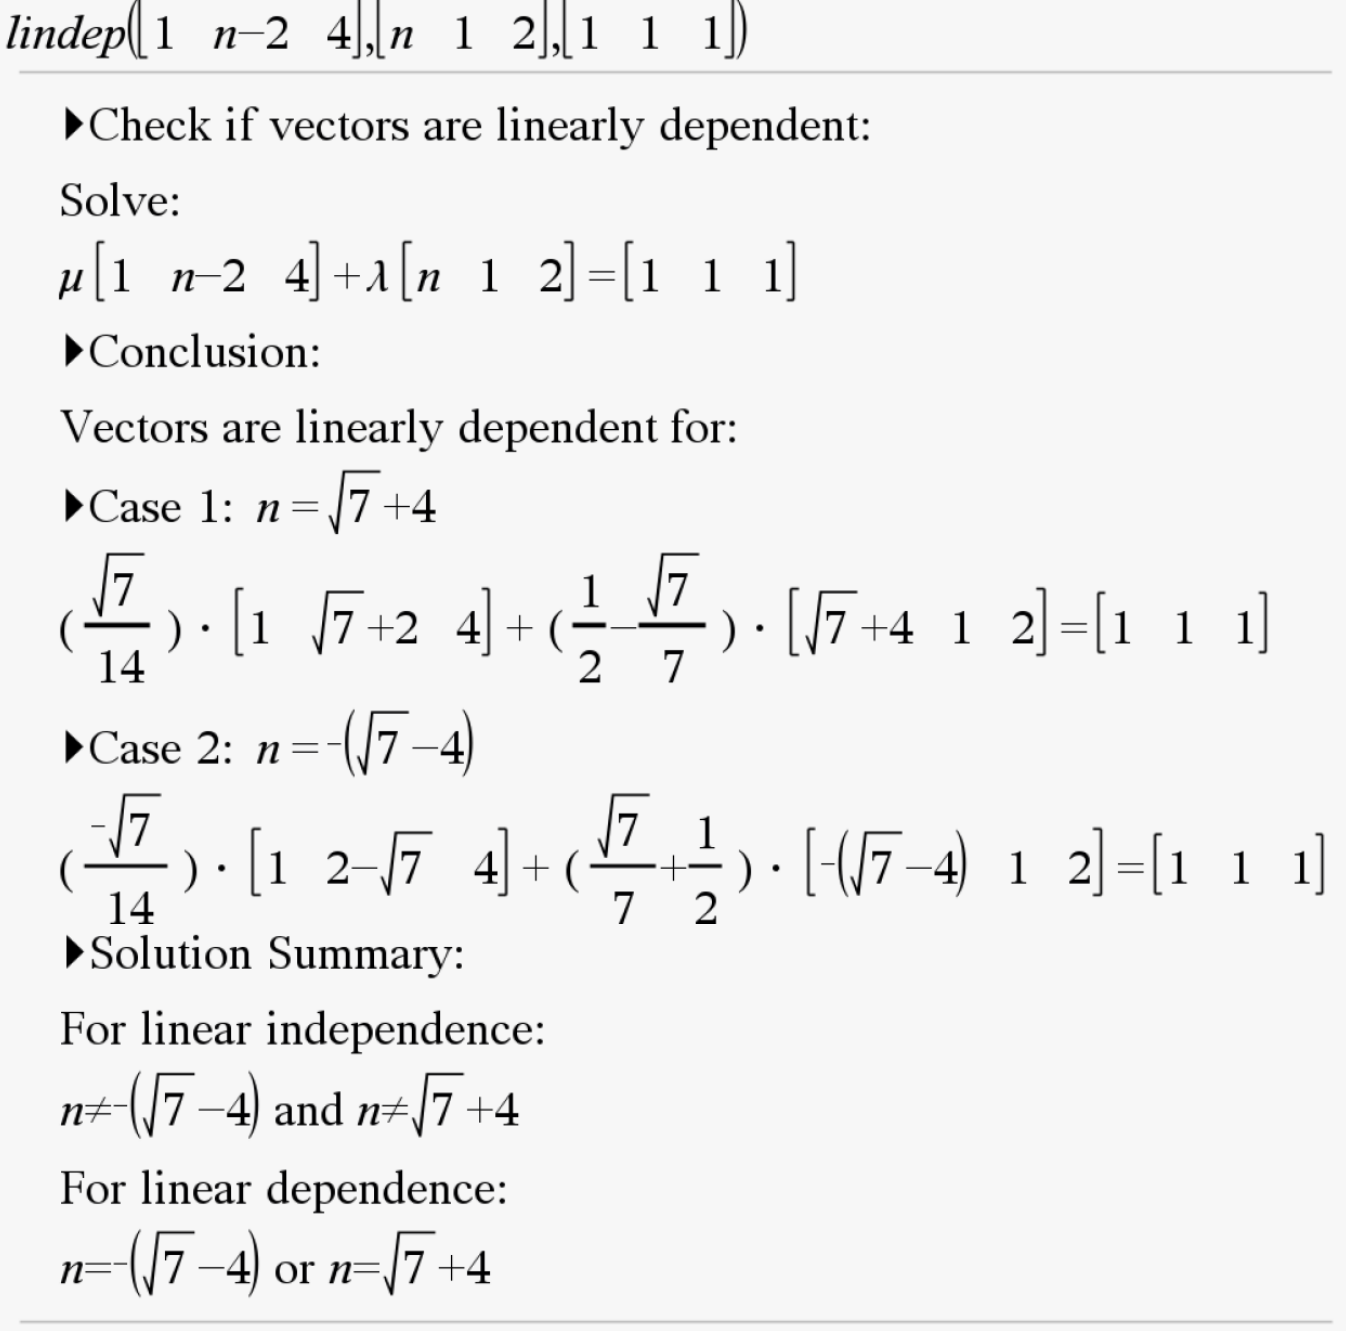 lindep([1 n−2 4],[n 1 2],[1 1 1])
▶Check if vectors are linearly dependent:
Solve:
μ[1 n−2 4]+λ[n 1 2]=[1 1 1]
▶Conclusion:
Vectors are linearly dependent for:
▶Case 1: n=√7+4
(√7/14)·[1 √7+2 4]+(1/2−√7/7)·[√7+4 1 2]=[1 1 1]
▶Case 2: n=-(√7−4)
(-√7/14)·[1 2−√7 4]+(√7/7+1/2)·[-(√7−4) 1 2]=[1 1 1]
▶Solution Summary:
For linear independence:
n≠-(√7−4) and n≠√7+4
For linear dependence:
n=-(√7−4) or n=√7+4